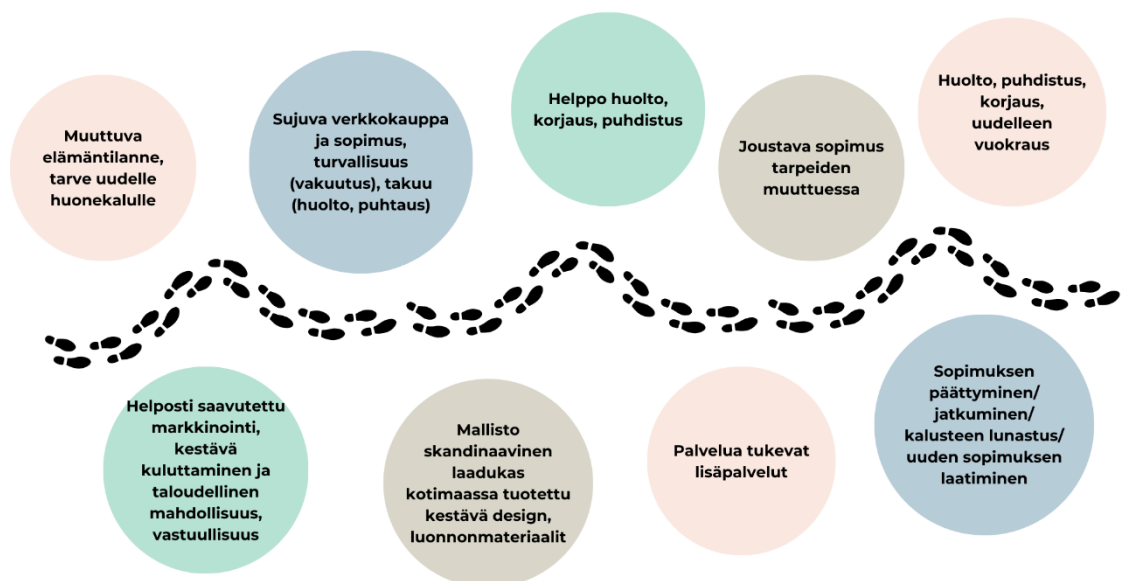 Muuttuva
elämäntilanne,
tarve uudelle
huonekalulle
Helposti saavutettu
markkinointi,
kestävä
kuluttaminen ja
taloudellinen
mahdollisuus,
vastuullisuus
Sujuva verkkokauppa
ja sopimus,
turvallisuus
(vakuutus), takuu
(huolto, puhtaus)
Mallisto
skandinaavinen
laadukas
kotimaassa tuotettu
kestävä design,
luonnonmateriaalit
Helppo huolto,
korjaus, puhdistus
Palvelua tukevat
lisäpalvelut
Joustava sopimus
tarpeiden
muuttuessa
Sopimuksen
päättyminen/
jatkuminen/
kalusteen lunastus/
uuden sopimuksen
laatiminen
Huolto, puhdistus,
korjaus,
uudelleen
vuokraus